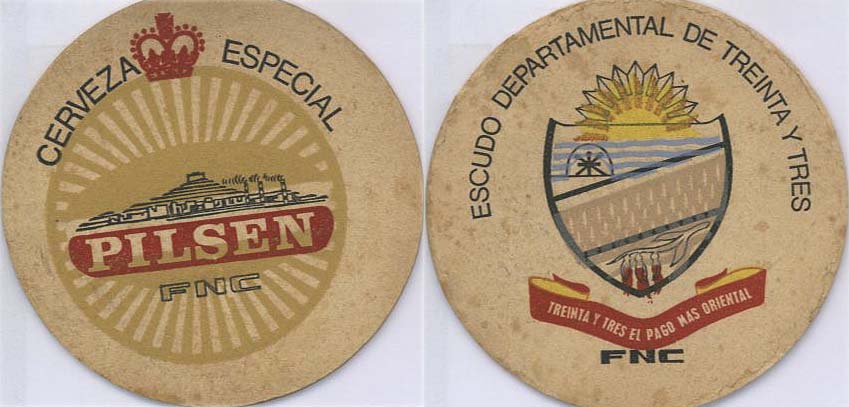 CERVEZA ESPECIAL
PILSEN
FNC
ESCUDO DEPARTAMENTAL DE TREINTA Y TRES
TREINTA Y TRES EL PAGO MAS ORIENTAL
FNC